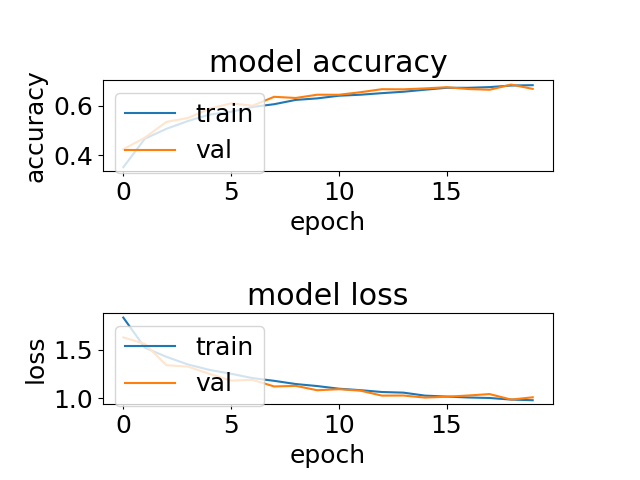 model accuracy
accuracy
0.6
0.4
train
val
0 5 10 15
epoch
model loss
loss
1.5
1.0
train
val
0 5 10 15
epoch